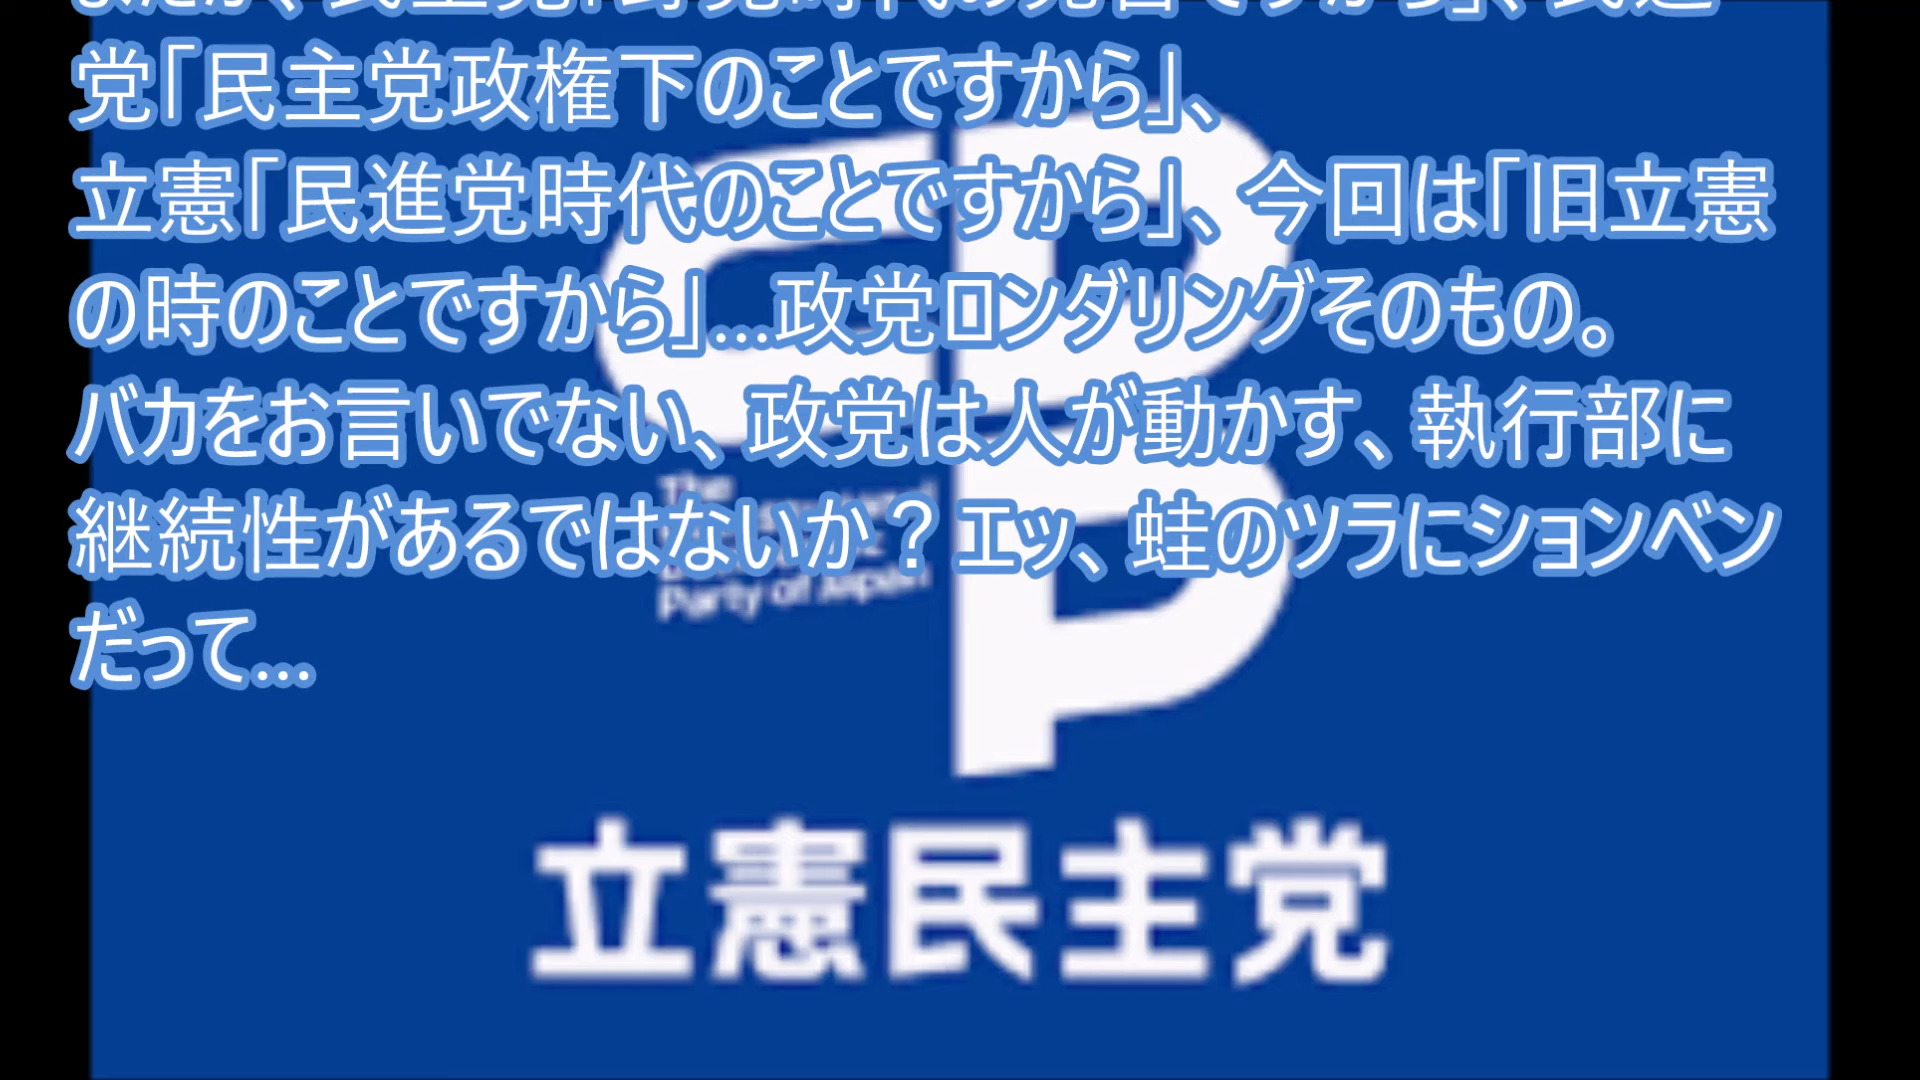 党「民主党政権下のことですから」、
立憲「民進党時代のことですから」、今回は「旧立憲
の時のことですから」…政党ロンダリングそのもの。
バカをお言いでない、政党は人が動かす、執行部に
継続性があるではないか？エッ、蛙のツラにションベン
だって…
The
Party of Japan
立憲民主党